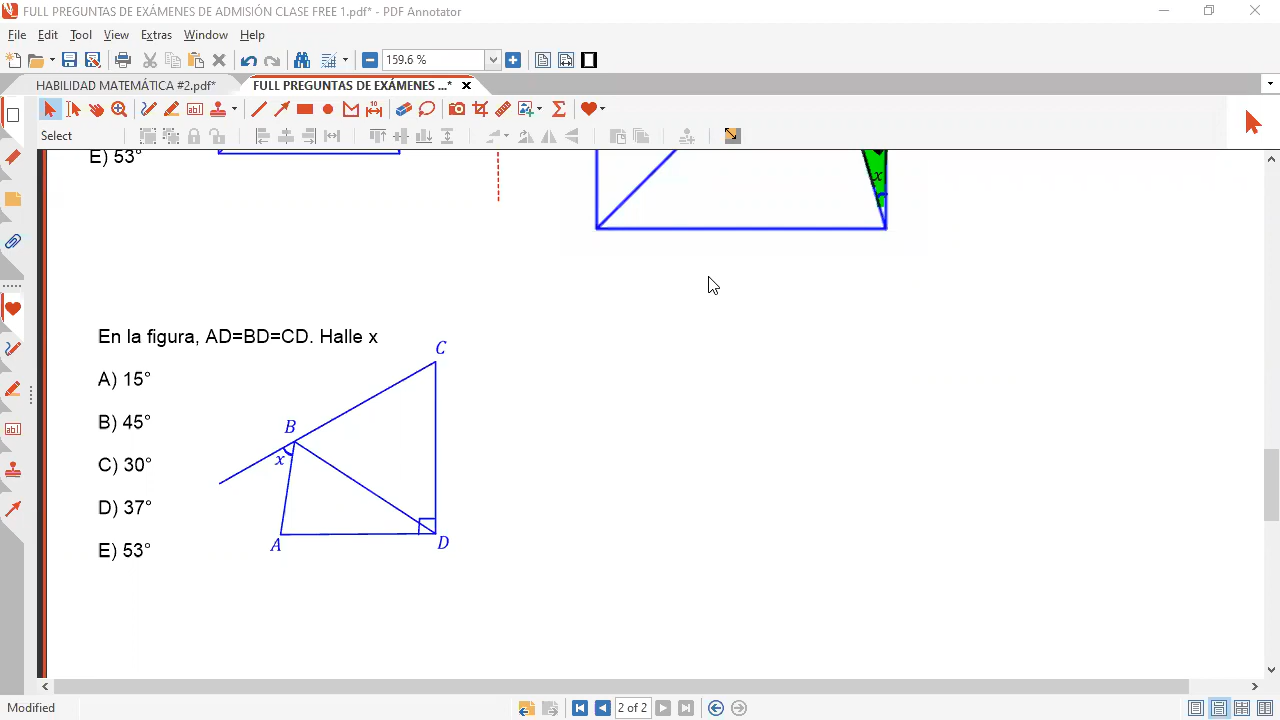 FULL PREGUNTAS DE EXÁMENES DE ADMISIÓN CLASE FREE 1.pdf* - PDF Annotator
File Edit Tool View Extras Window Help
159.6 %
HABILIDAD MATEMÁTICA #2.pdf*
FULL PREGUNTAS DE EXÁMENES ...*
Select
E) 53°
x
En la figura, AD=BD=CD. Halle x
A) 15°
B) 45°
C) 30°
D) 37°
E) 53°
C
B
x
A
D
Modified
2 of 2